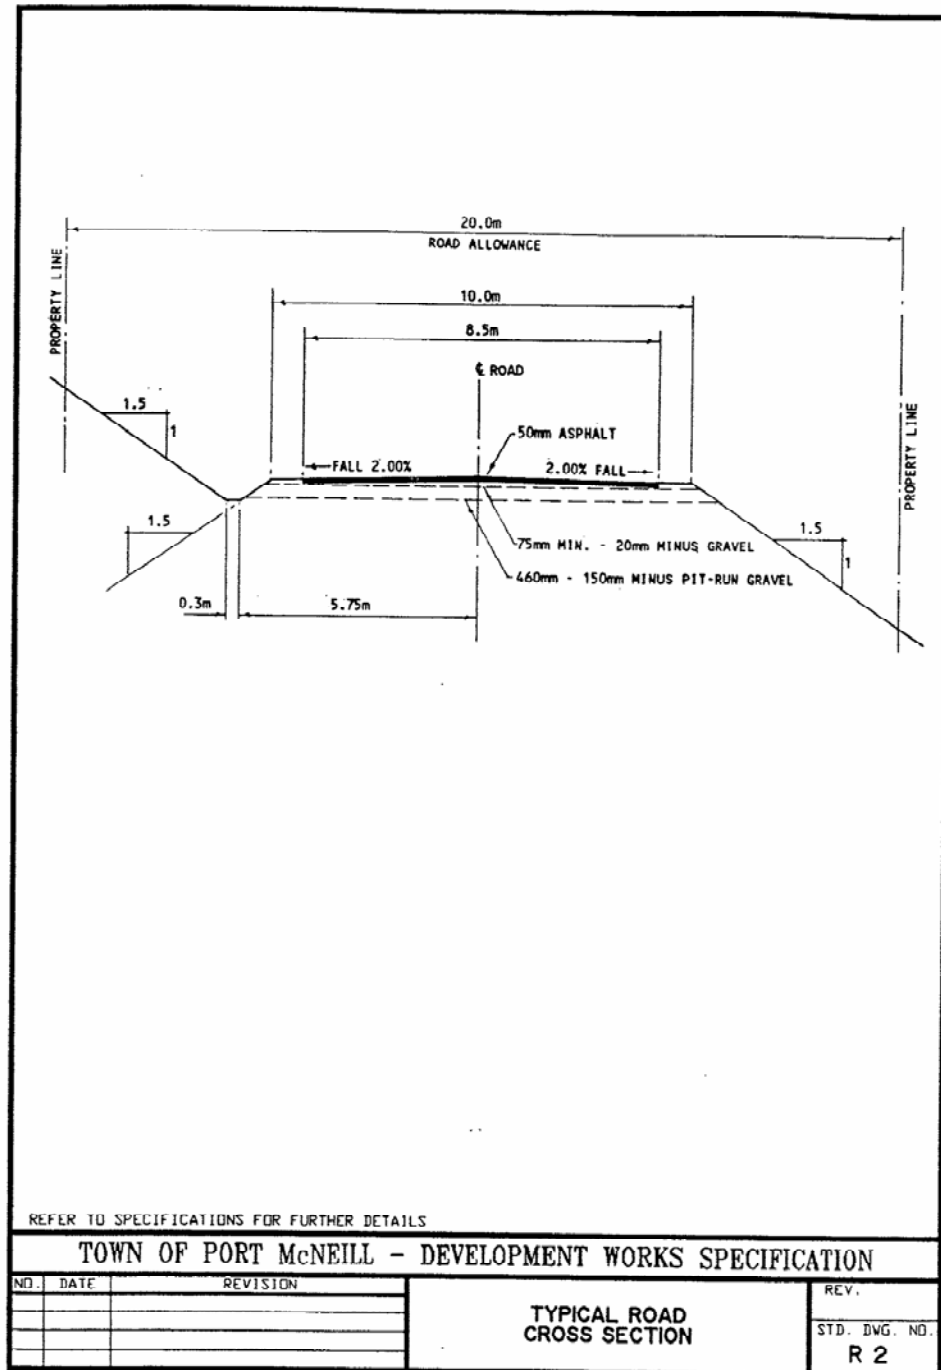 20.0m
ROAD ALLOWANCE
PROPERTY LINE
10.0m
8.5m
℄ ROAD
1.5
1
50mm ASPHALT
FALL 2.00%
2.00% FALL
PROPERTY LINE
1.5
75mm MIN. - 20mm MINUS GRAVEL
1.5
1
460mm - 150mm MINUS PIT-RUN GRAVEL
0.3m
5.75m
REFER TO SPECIFICATIONS FOR FURTHER DETAILS
TOWN OF PORT McNEILL - DEVELOPMENT WORKS SPECIFICATION
NO. DATE REVISION
REV.
TYPICAL ROAD
CROSS SECTION
STD. DWG. NO.
R 2